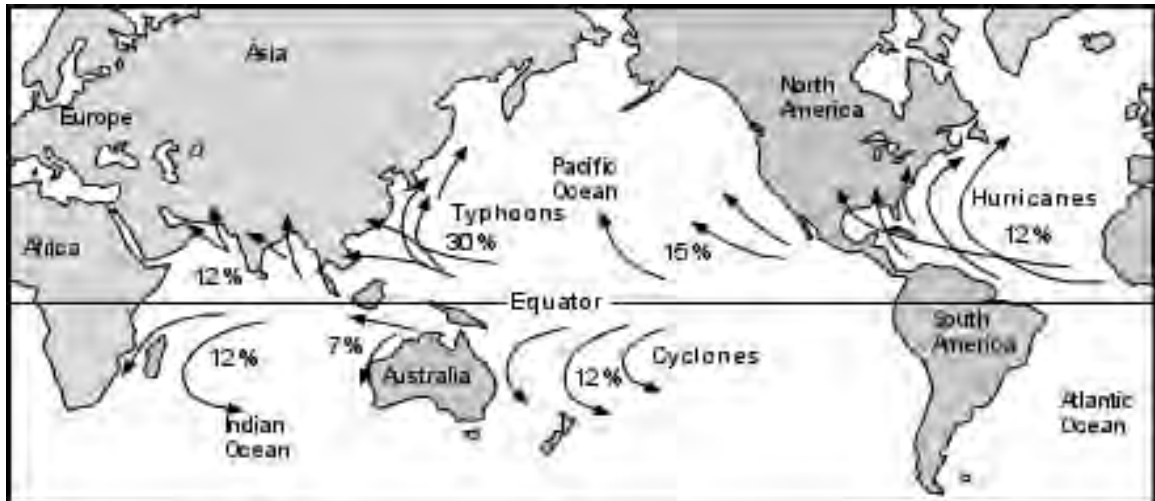 Asia
North
America
Europe
Pacific
Ocean
Typhoons
30%
Hurricanes
12%
Africa
12%
15%
Equator
South
America
12%
7%
Cyclones
Australia
12%
Atlantic
Ocean
Indian
Ocean